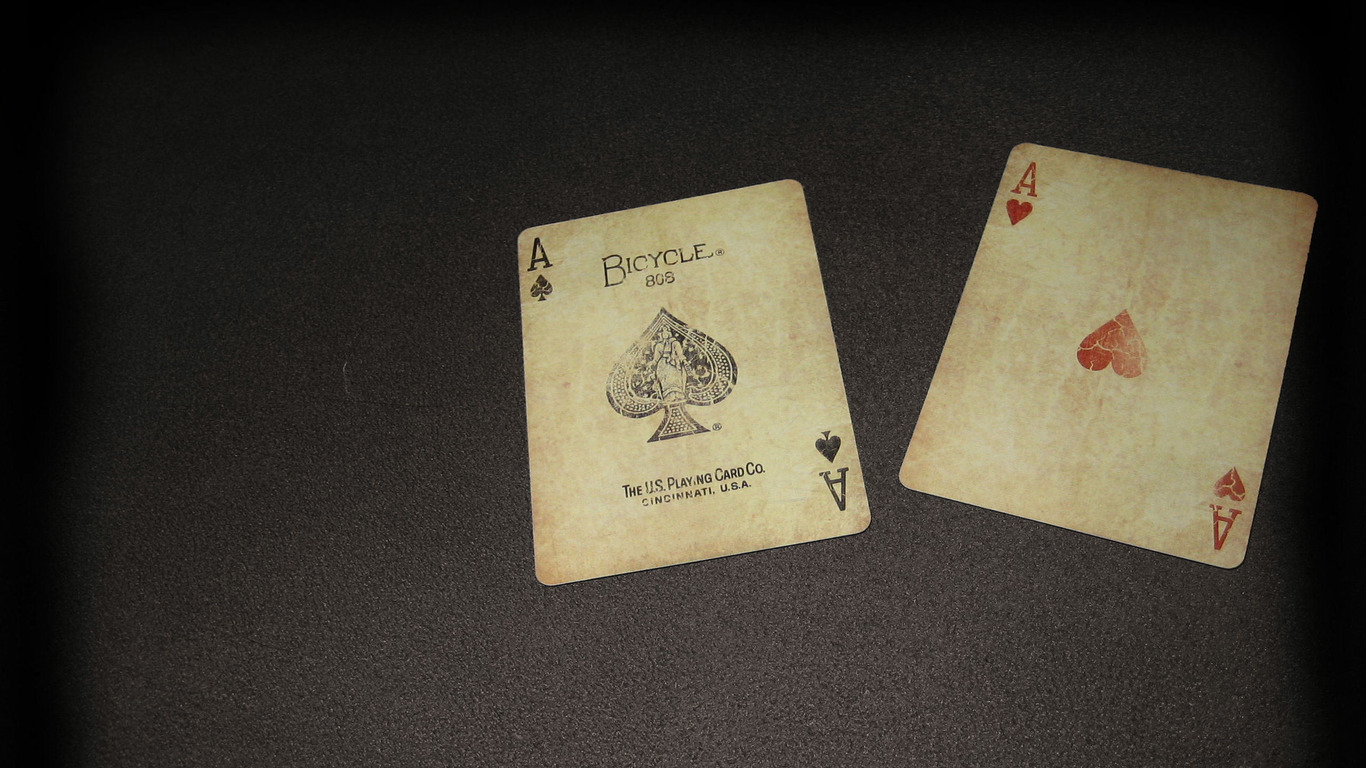 A
BICYCLE®
808
®
THE U.S. PLAYING CARD CO.
CINCINNATI, U.S.A.
A
A
A